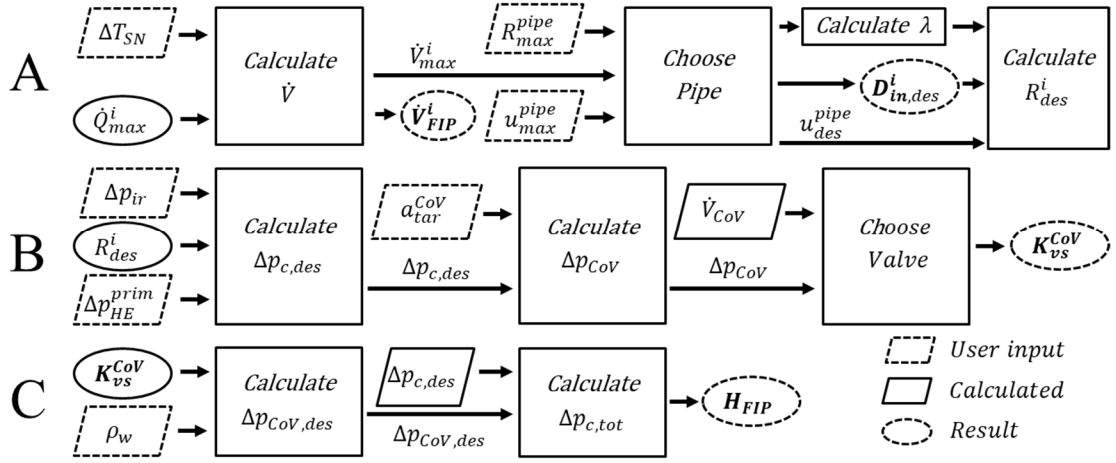 A
ΔT_SN
Q̇^i_max
Calculate
V̇
V̇^i_max
V̇^i_FIP
R^pipe_max
u^pipe_max
Choose
Pipe
Calculate λ
D^i_in,des
u^pipe_des
Calculate
R^i_des
B
Δp_ir
R^i_des
Δp^prim_HE
Calculate
Δp_c,des
a^CoV_tar
Δp_c,des
Calculate
Δp_CoV
V̇_CoV
Δp_CoV
Choose
Valve
K^CoV_vs
C
K^CoV_vs
ρ_w
Calculate
Δp_CoV,des
Δp_c,des
Δp_CoV,des
Calculate
Δp_c,tot
H_FIP
User input
Calculated
Result